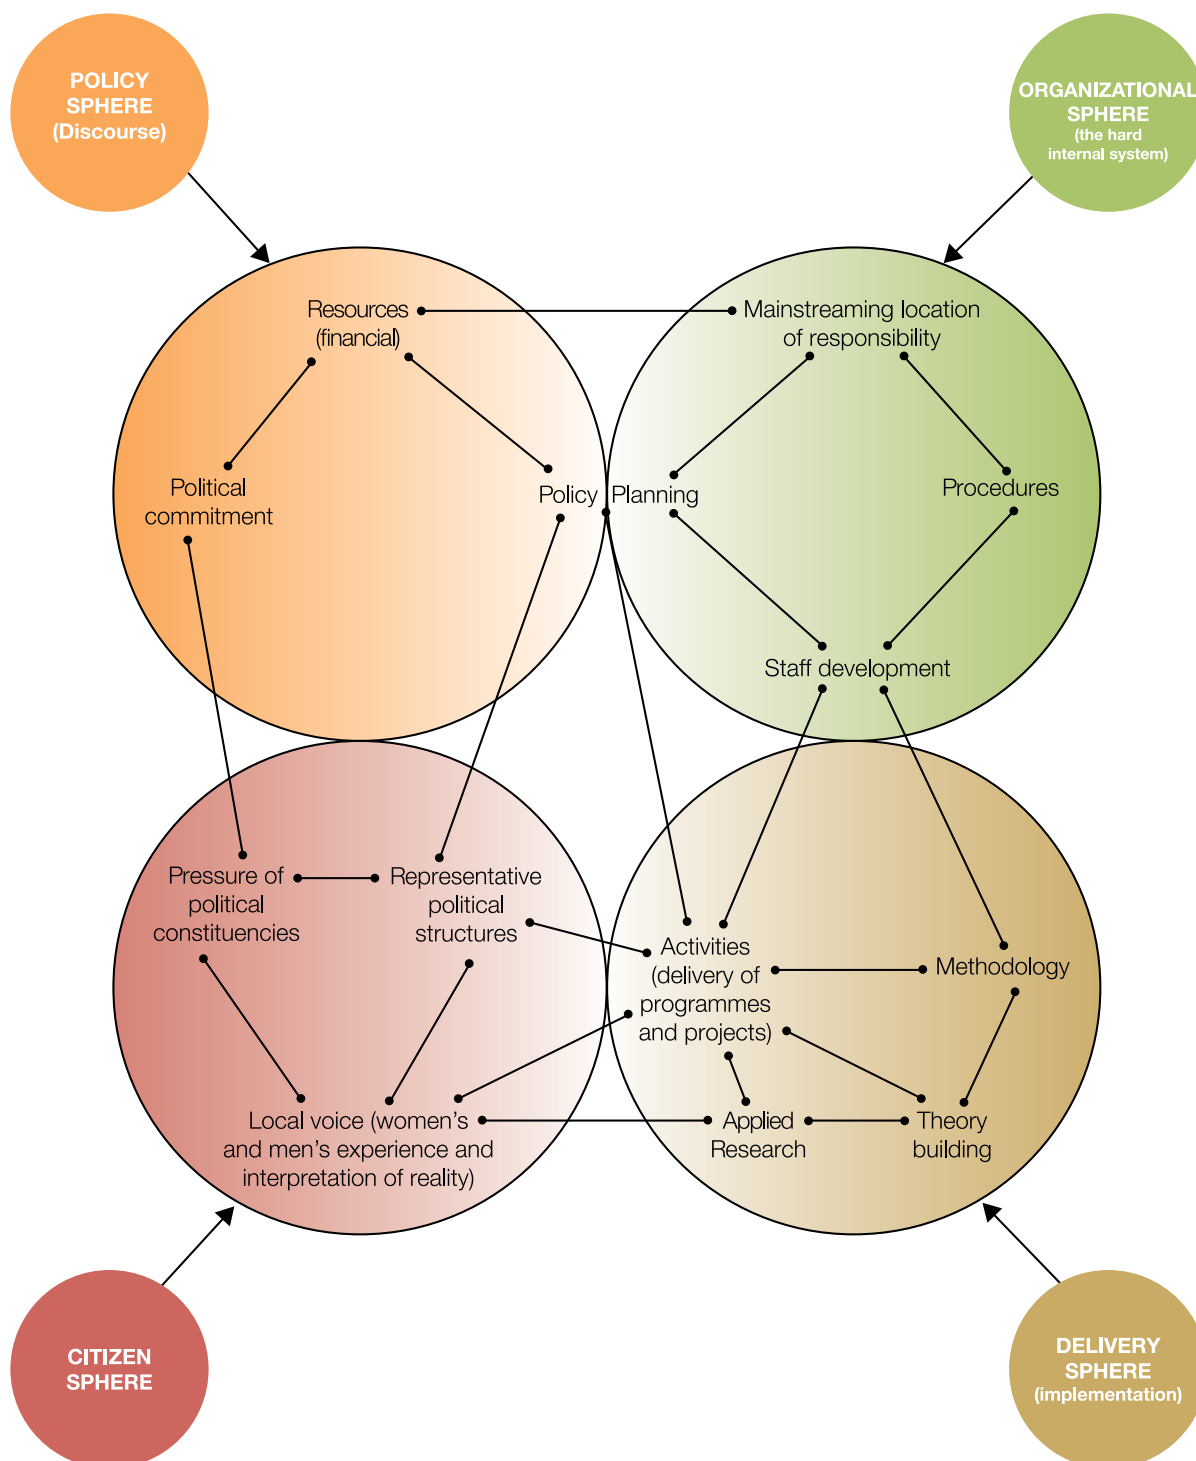 POLICY
SPHERE
(Discourse)
ORGANIZATIONAL
SPHERE
(the hard
internal system)
Resources
(financial)
Mainstreaming location
of responsibility
Political
commitment
Policy
Planning
Procedures
Staff development
Pressure of
political
constituencies
Representative
political
structures
Activities
(delivery of
programmes
and projects)
Methodology
Local voice (women’s
and men’s experience and
interpretation of reality)
Applied
Research
Theory
building
CITIZEN
SPHERE
DELIVERY
SPHERE
(implementation)